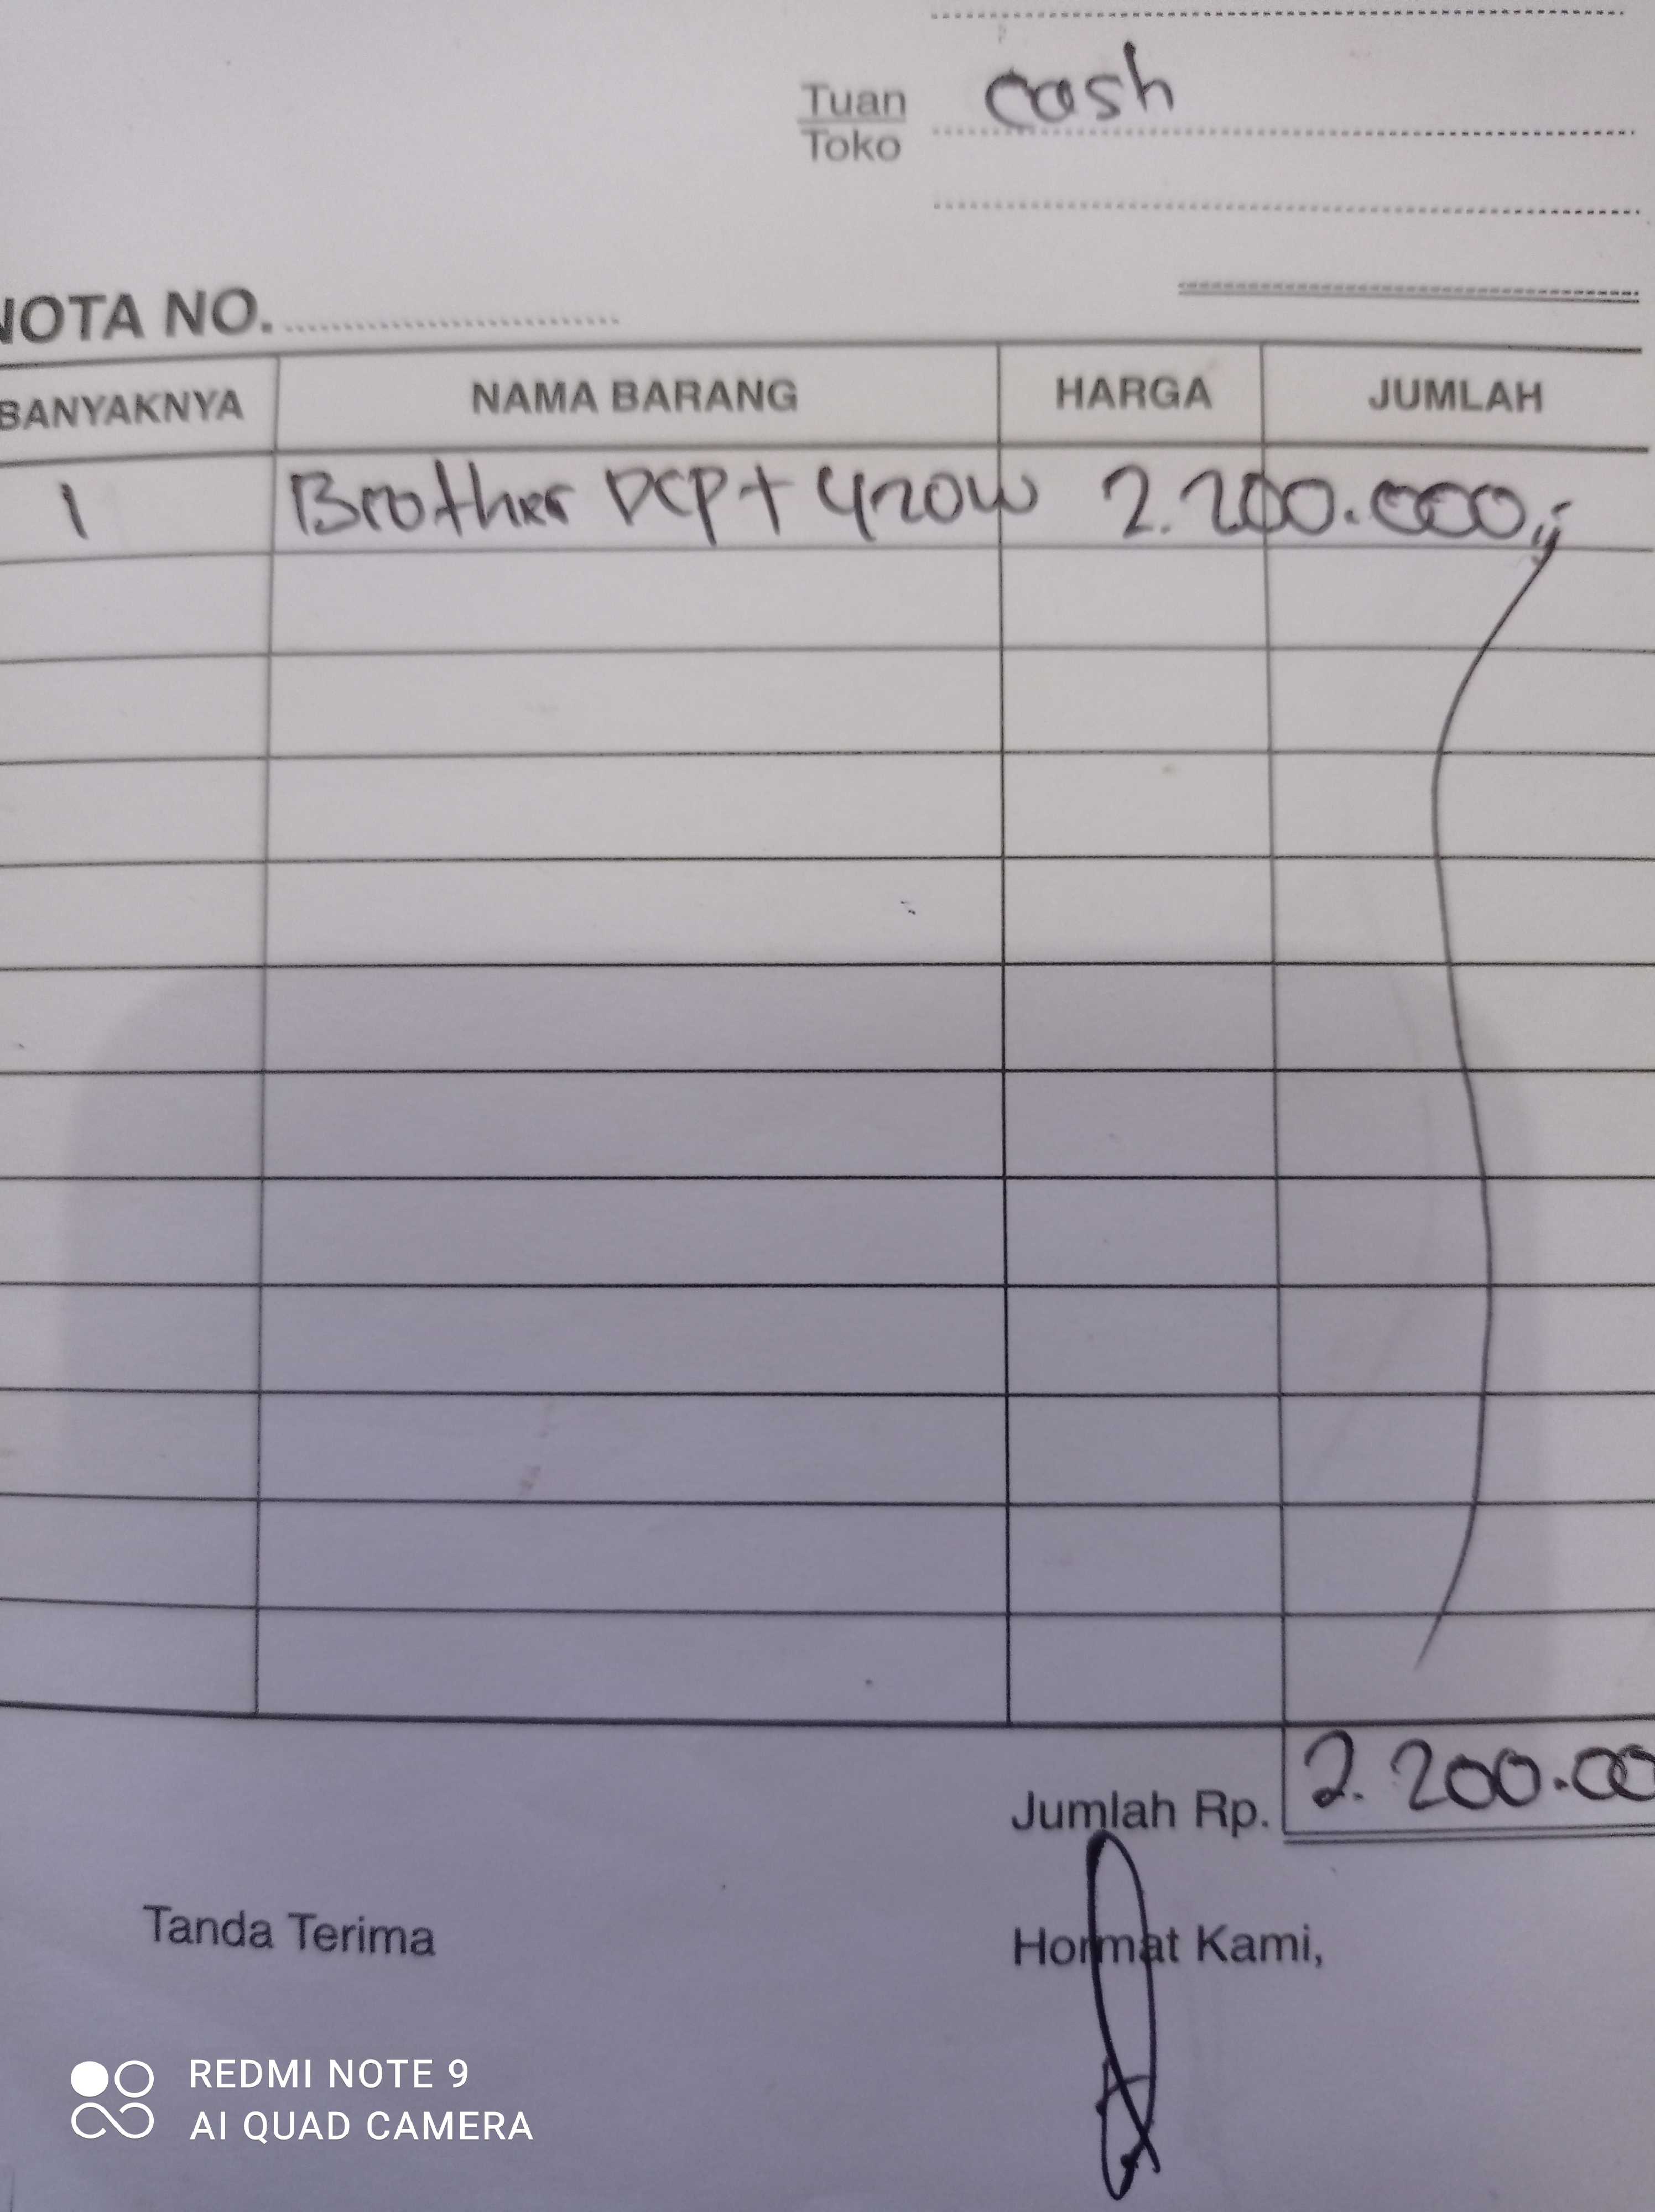 Tuan cash
Toko
NOTA NO.
BANYAKNYA NAMA BARANG HARGA JUMLAH
1 Brother DCP T 420W 2.200.000,-
Jumlah Rp. 2.200.00
Tanda Terima Hormat Kami,
REDMI NOTE 9
AI QUAD CAMERA